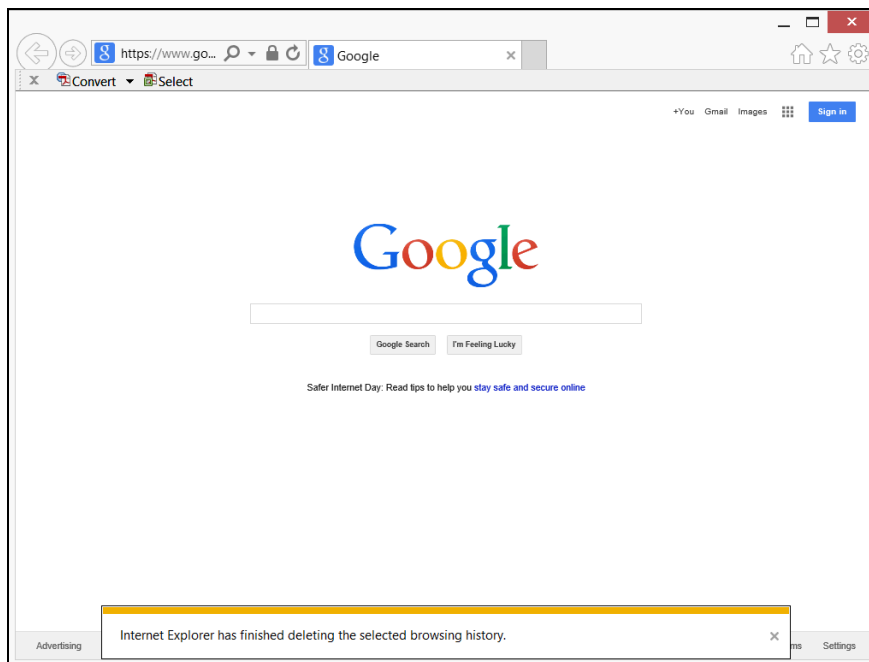 https://www.go...
Google
x Convert Select
+You Gmail Images Sign in
Google
Google Search I'm Feeling Lucky
Safer Internet Day: Read tips to help you stay safe and secure online
Internet Explorer has finished deleting the selected browsing history.
Advertising ms Settings